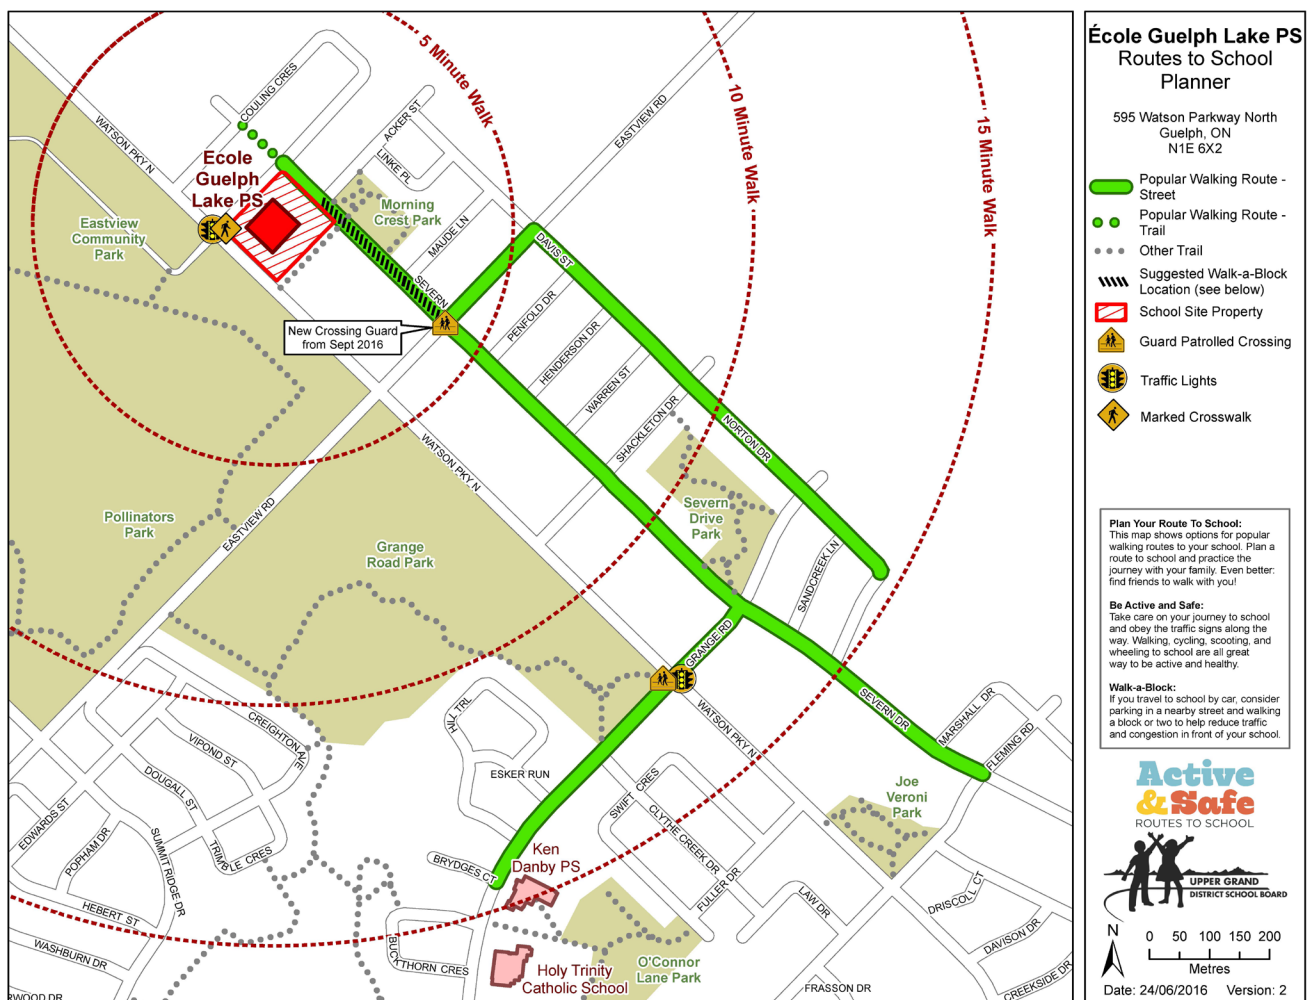 5 Minute Walk
10 Minute Walk
15 Minute Walk
COULING CRES
WATSON PKY N
ACKER ST
EASTVIEW RD
LINKE PL
Ecole
Guelph
Lake PS
Morning
Crest Park
Eastview
Community
Park
MAUDE LN
DAVIS ST
SEVERN
New Crossing Guard
from Sept 2016
PENFOLD DR
HENDERSON DR
WARREN ST
SHACKLETON DR
NORTON DR
WATSON PKY N
EASTVIEW RD
Pollinators
Park
Grange
Road Park
Severn
Drive
Park
SANDCREEK LN
GRANGE RD
SEVERN DR
MARSHALL DR
FLEMING RD
WATSON PKY N
HILL TRL
ESKER RUN
CREIGHTON AVE
VIPOND ST
DOUGALL ST
TRIMBLE CRES
EDWARDS ST
POPHAM DR
SUMMIT RIDGE DR
HEBERT ST
WASHBURN DR
RWOOD DR
SWIFT CRES
CLYTHE CREEK DR
FULLER DR
LAW DR
Joe
Veroni
Park
BRYDGES CT
Ken
Danby PS
BUCKTHORN CRES
Holy Trinity
Catholic School
O'Connor
Lane Park
DRISCOLL CT
DAVISON DR
CREEKSIDE DR
FRASSON DR
École Guelph Lake PS
Routes to School
Planner
595 Watson Parkway North
Guelph, ON
N1E 6X2
Popular Walking Route -
Street
Popular Walking Route -
Trail
Other Trail
Suggested Walk-a-Block
Location (see below)
School Site Property
Guard Patrolled Crossing
Traffic Lights
Marked Crosswalk
Plan Your Route To School:
This map shows options for popular
walking routes to your school. Plan a
route to school and practice the
journey with your family. Even better:
find friends to walk with you!
Be Active and Safe:
Take care on your journey to school
and obey the traffic signs along the
way. Walking, cycling, scooting, and
wheeling to school are all great
way to be active and healthy.
Walk-a-Block:
If you travel to school by car, consider
parking in a nearby street and walking
a block or two to help reduce traffic
and congestion in front of your school.
Active
& Safe
ROUTES TO SCHOOL
UPPER GRAND
DISTRICT SCHOOL BOARD
N
0 50 100 150 200
Metres
Date: 24/06/2016 Version: 2